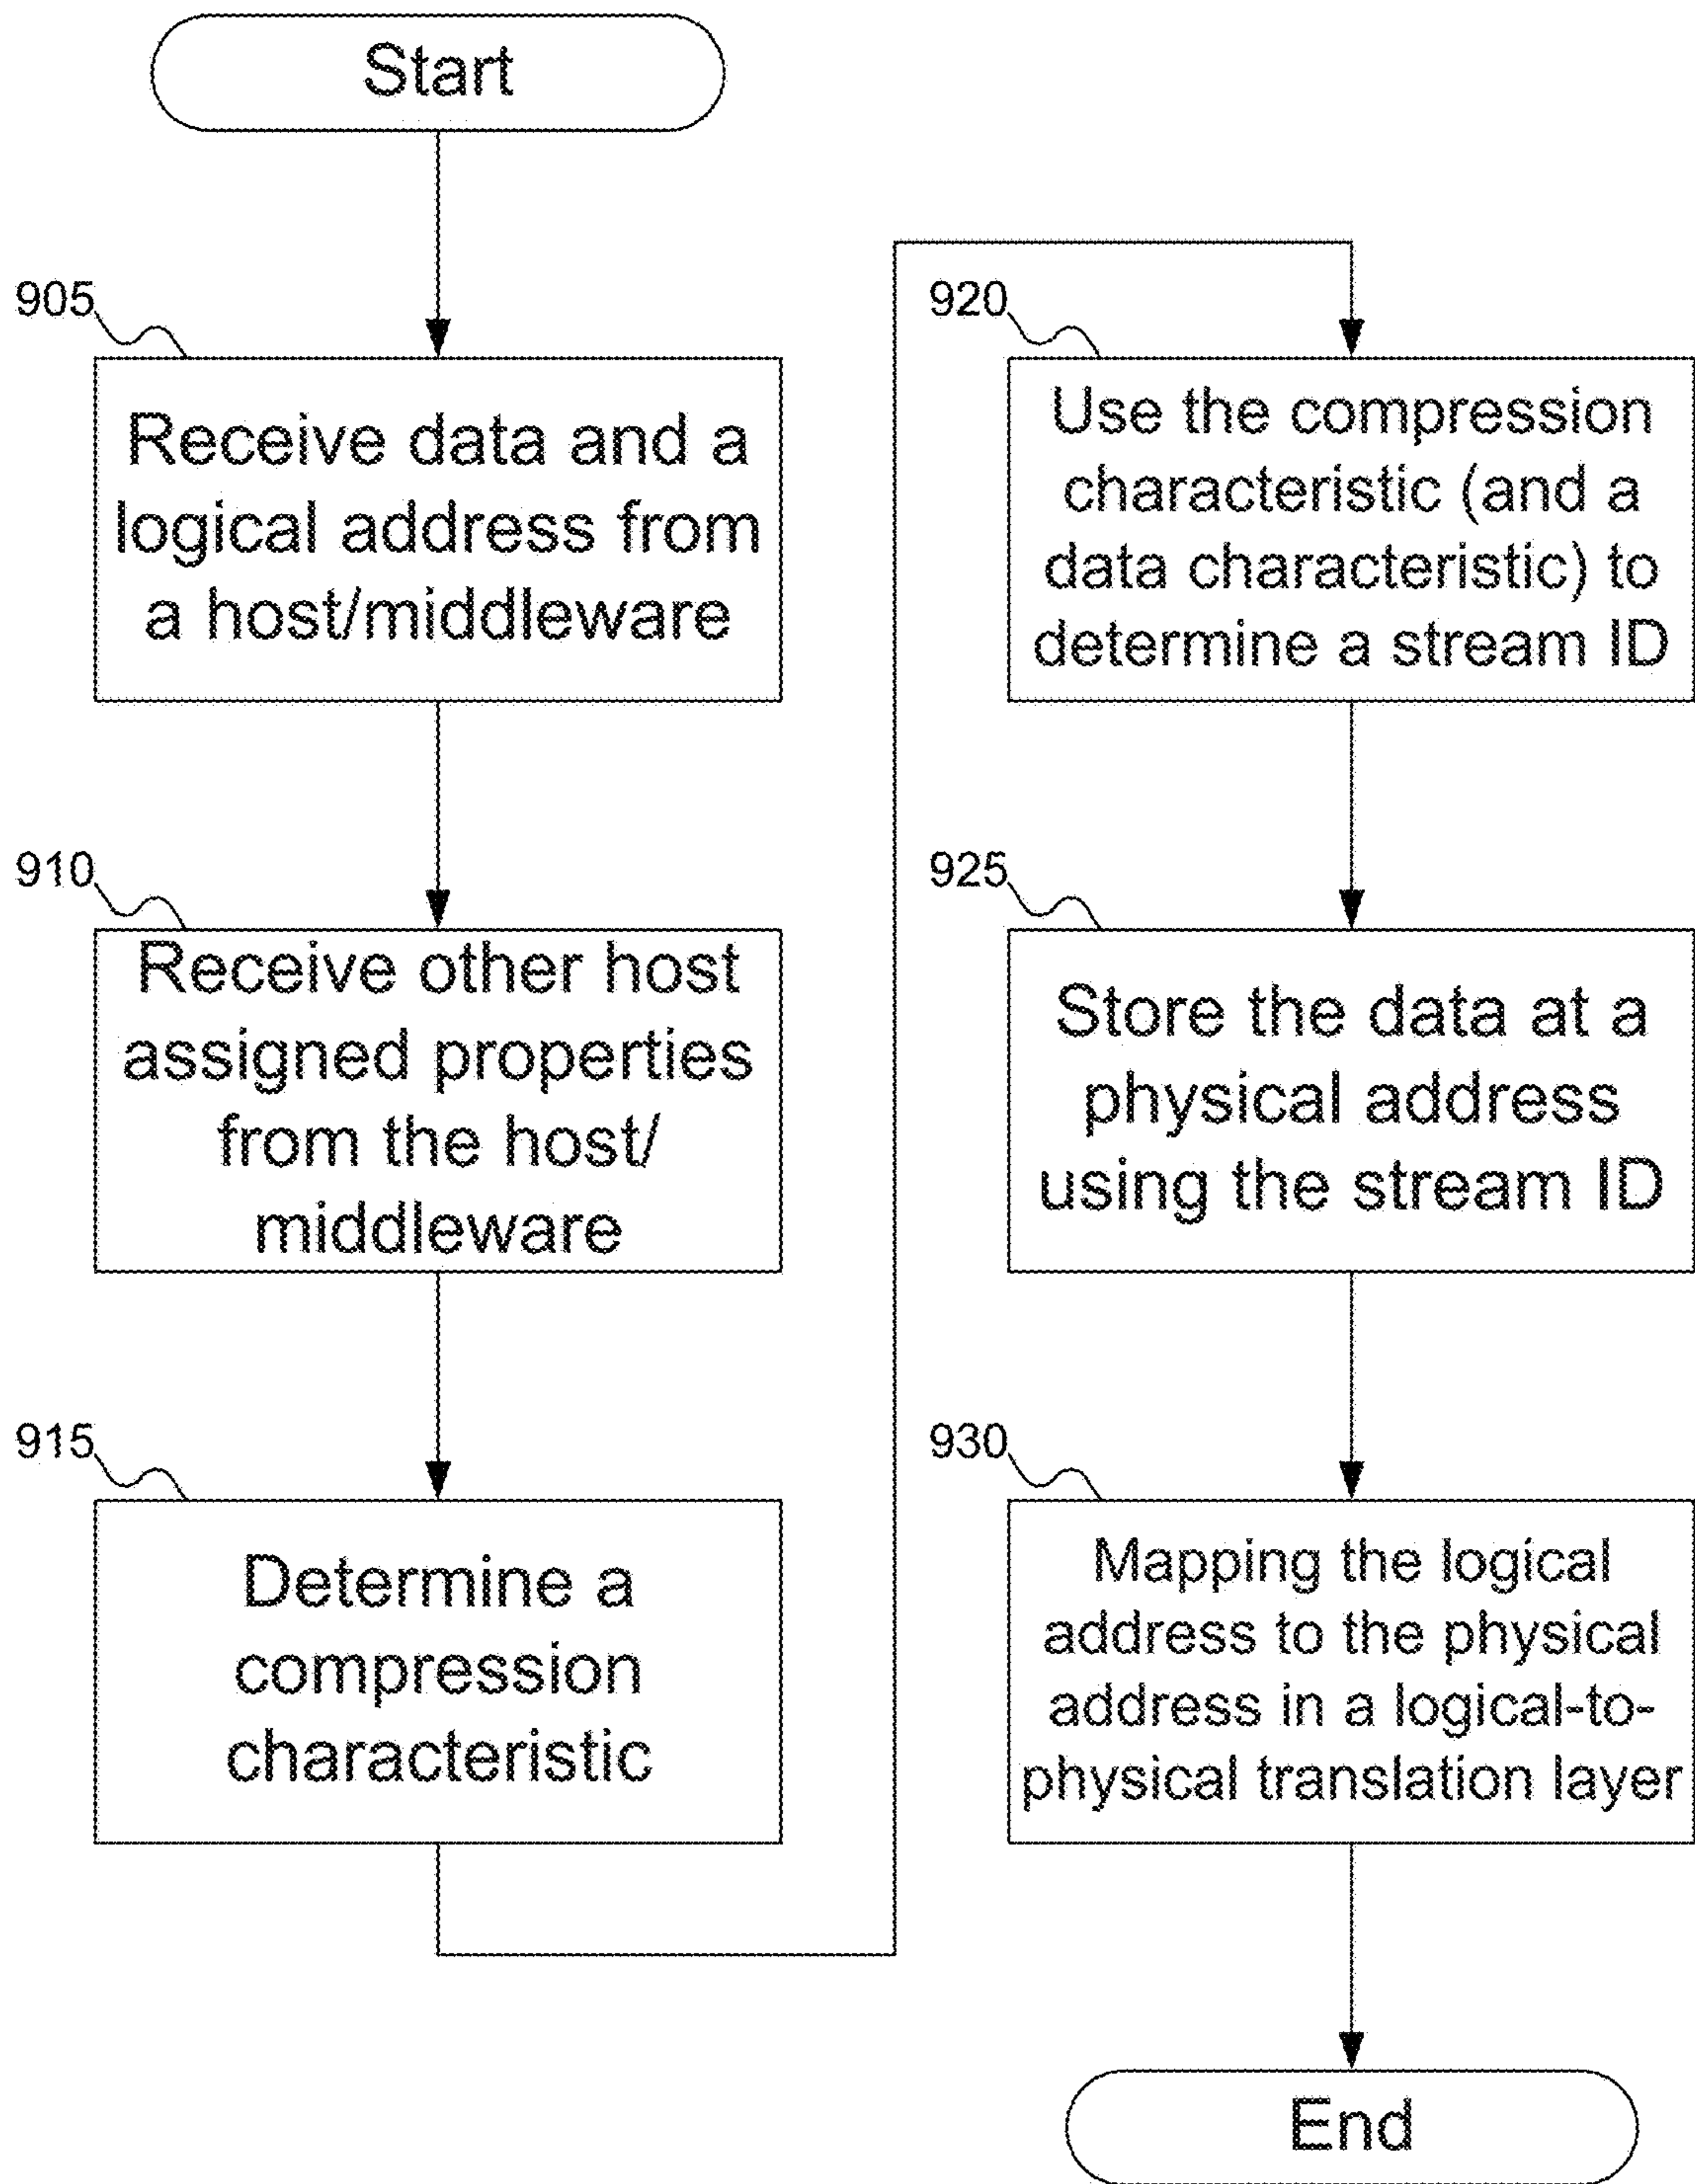 Start
905
Receive data and a
logical address from
a host/middleware
910
Receive other host
assigned properties
from the host/
middleware
915
Determine a
compression
characteristic
920
Use the compression
characteristic (and a
data characteristic) to
determine a stream ID
925
Store the data at a
physical address
using the stream ID
930
Mapping the logical
address to the physical
address in a logical-to-
physical translation layer
End